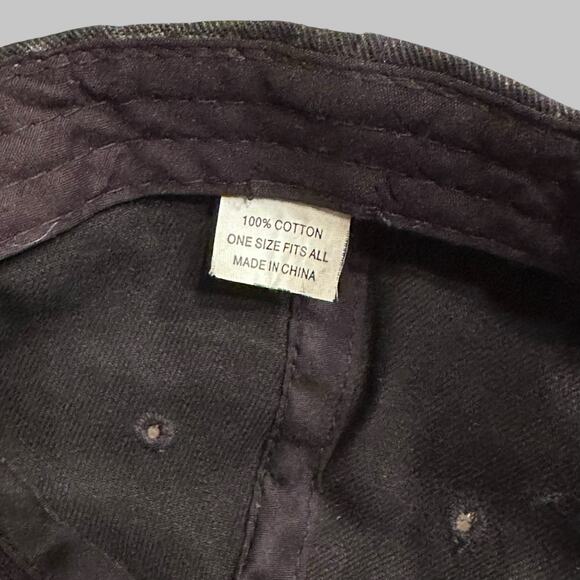 100% COTTON
ONE SIZE FITS ALL
MADE IN CHINA